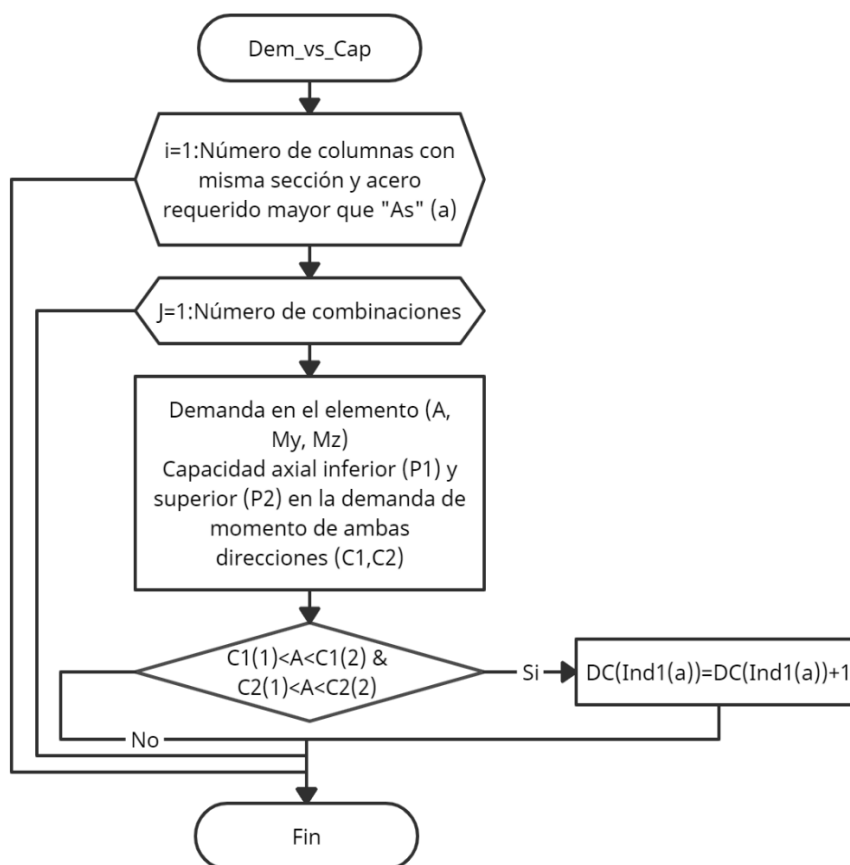 Dem_vs_Cap
i=1:Número de columnas con
misma sección y acero
requerido mayor que "As" (a)
J=1:Número de combinaciones
Demanda en el elemento (A,
My, Mz)
Capacidad axial inferior (P1) y
superior (P2) en la demanda de
momento de ambas
direcciones (C1,C2)
C1(1)<A<C1(2) &
C2(1)<A<C2(2)
Si
DC(Ind1(a))=DC(Ind1(a))+1
No
Fin